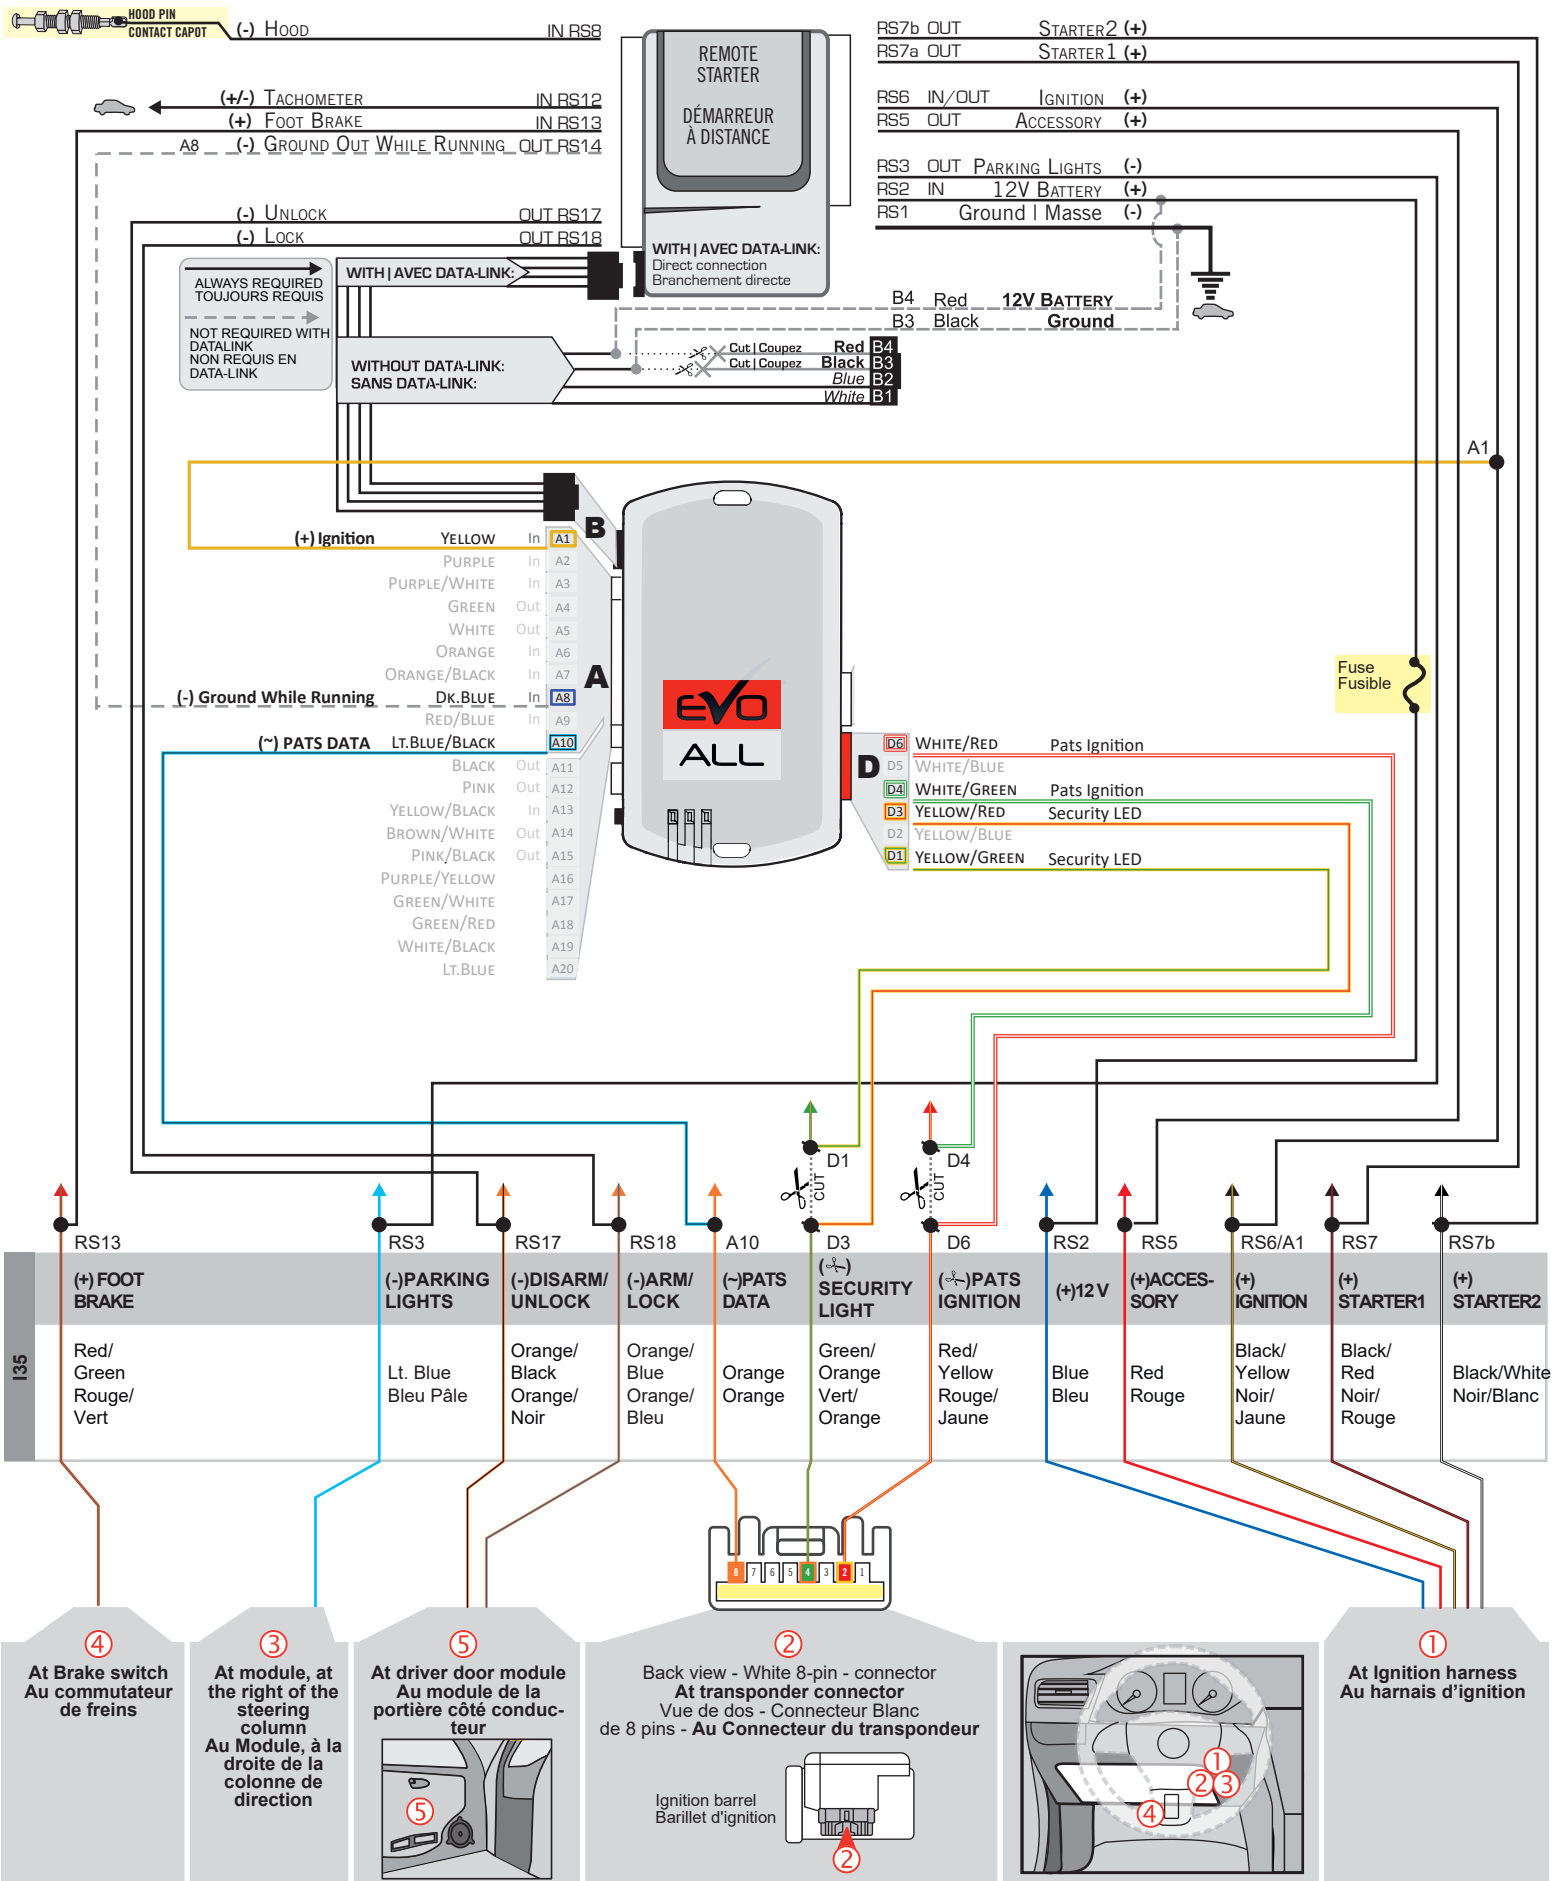 HOOD PIN
CONTACT CAPOT
(-) HOOD IN RS8
(+/-) TACHOMETER IN RS12
(+) FOOT BRAKE IN RS13
A8 (-) GROUND OUT WHILE RUNNING OUT RS14
(-) UNLOCK OUT RS17
(-) LOCK OUT RS18
REMOTE
STARTER
DÉMARREUR
À DISTANCE
WITH | AVEC DATA-LINK:
Direct connection
Branchement directe
RS7b OUT STARTER2 (+)
RS7a OUT STARTER1 (+)
RS6 IN/OUT IGNITION (+)
RS5 OUT ACCESSORY (+)
RS3 OUT PARKING LIGHTS (-)
RS2 IN 12V BATTERY (+)
RS1 Ground | Masse (-)
ALWAYS REQUIRED
TOUJOURS REQUIS
NOT REQUIRED WITH
DATALINK
NON REQUIS EN
DATA-LINK
WITH | AVEC DATA-LINK:
WITHOUT DATA-LINK:
SANS DATA-LINK:
B4 Red 12V BATTERY
B3 Black Ground
Cut | Coupez Red B4
Cut | Coupez Black B3
Blue B2
White B1
A1
(+) Ignition YELLOW In A1
PURPLE In A2
PURPLE/WHITE In A3
GREEN Out A4
WHITE Out A5
ORANGE In A6
ORANGE/BLACK In A7
(-) Ground While Running DK.BLUE In A8
RED/BLUE In A9
(~) PATS DATA LT.BLUE/BLACK A10
BLACK Out A11
PINK Out A12
YELLOW/BLACK In A13
BROWN/WHITE Out A14
PINK/BLACK Out A15
PURPLE/YELLOW A16
GREEN/WHITE A17
GREEN/RED A18
WHITE/BLACK A19
LT.BLUE A20
B
A
EVO
ALL
D
D6 WHITE/RED Pats Ignition
D5 WHITE/BLUE
D4 WHITE/GREEN Pats Ignition
D3 YELLOW/RED Security LED
D2 YELLOW/BLUE
D1 YELLOW/GREEN Security LED
Fuse
Fusible
D1
CUT
D4
CUT
RS13 RS3 RS17 RS18 A10 D3 D6 RS2 RS5 RS6/A1 RS7 RS7b
(+) FOOT
BRAKE
(-)PARKING
LIGHTS
(-)DISARM/
UNLOCK
(-)ARM/
LOCK
(~)PATS
DATA
( )
SECURITY
LIGHT
( )PATS
IGNITION
(+)12 V
(+)ACCES-
SORY
(+)
IGNITION
(+)
STARTER1
(+)
STARTER2
I35
Red/
Green
Rouge/
Vert
Lt. Blue
Bleu Pâle
Orange/
Black
Orange/
Noir
Orange/
Blue
Orange/
Bleu
Orange
Orange
Green/
Orange
Vert/
Orange
Red/
Yellow
Rouge/
Jaune
Blue
Bleu
Red
Rouge
Black/
Yellow
Noir/
Jaune
Black/
Red
Noir/
Rouge
Black/White
Noir/Blanc
8 7 6 5 4 3 2 1
4
At Brake switch
Au commutateur
de freins
3
At module, at
the right of the
steering
column
Au Module, à la
droite de la
colonne de
direction
5
At driver door module
Au module de la
portière côté conduc-
teur
5
2
Back view - White 8-pin - connector
At transponder connector
Vue de dos - Connecteur Blanc
de 8 pins - Au Connecteur du transpondeur
Ignition barrel
Barillet d'ignition
2
1
2 3
4
1
At Ignition harness
Au harnais d'ignition